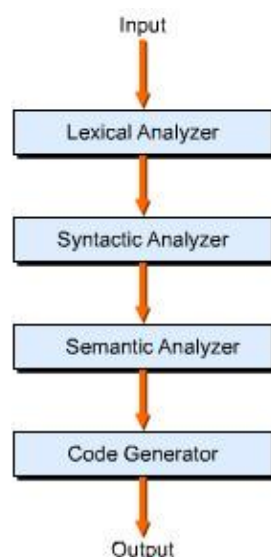 Input
Lexical Analyzer
Syntactic Analyzer
Semantic Analyzer
Code Generator
Output